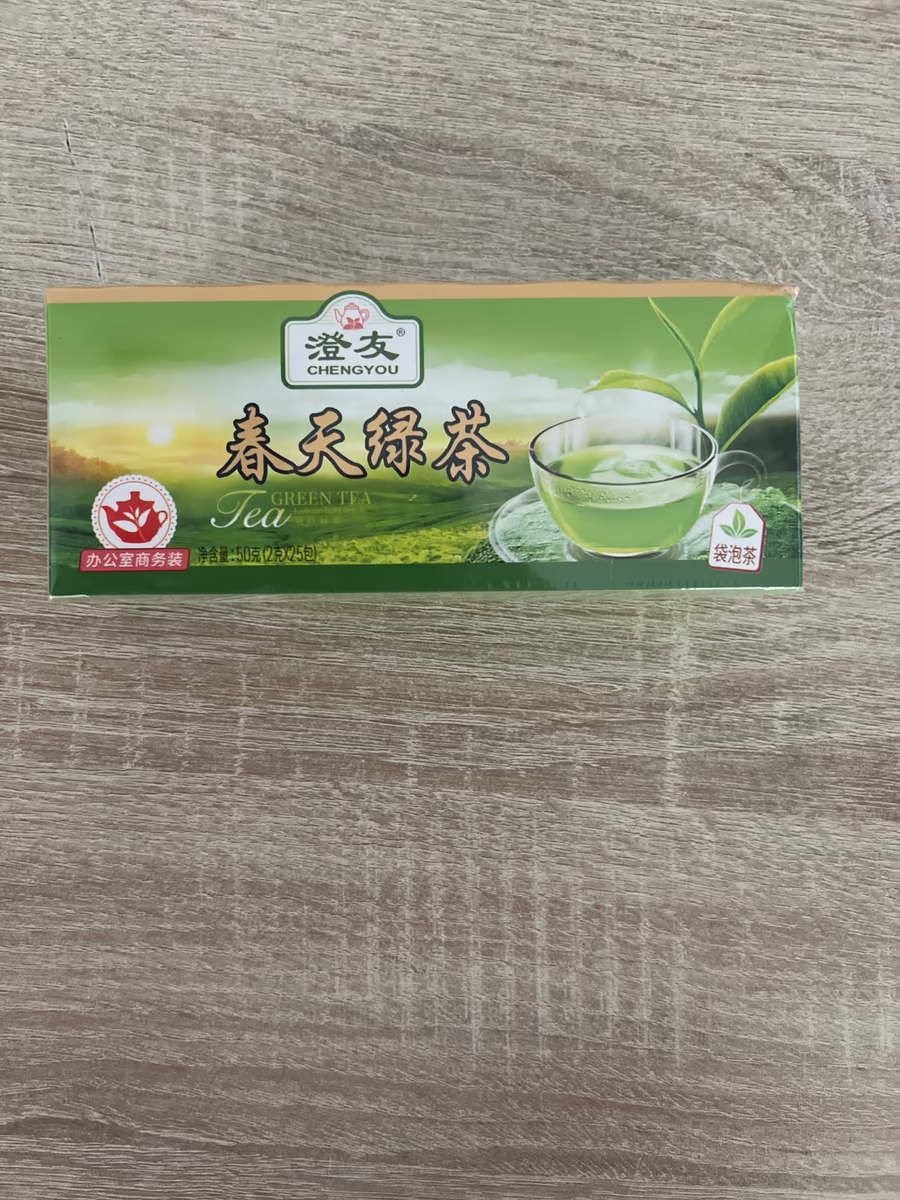 澄友®
CHENGYOU
春天绿茶
GREEN TEA
Tea
办公室商务装
净含量:50克(2克X25包)
袋泡茶